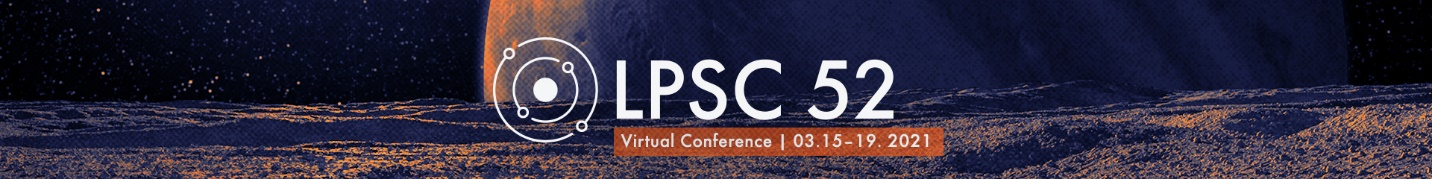 LPSC 52
Virtual Conference | 03.15–19. 2021